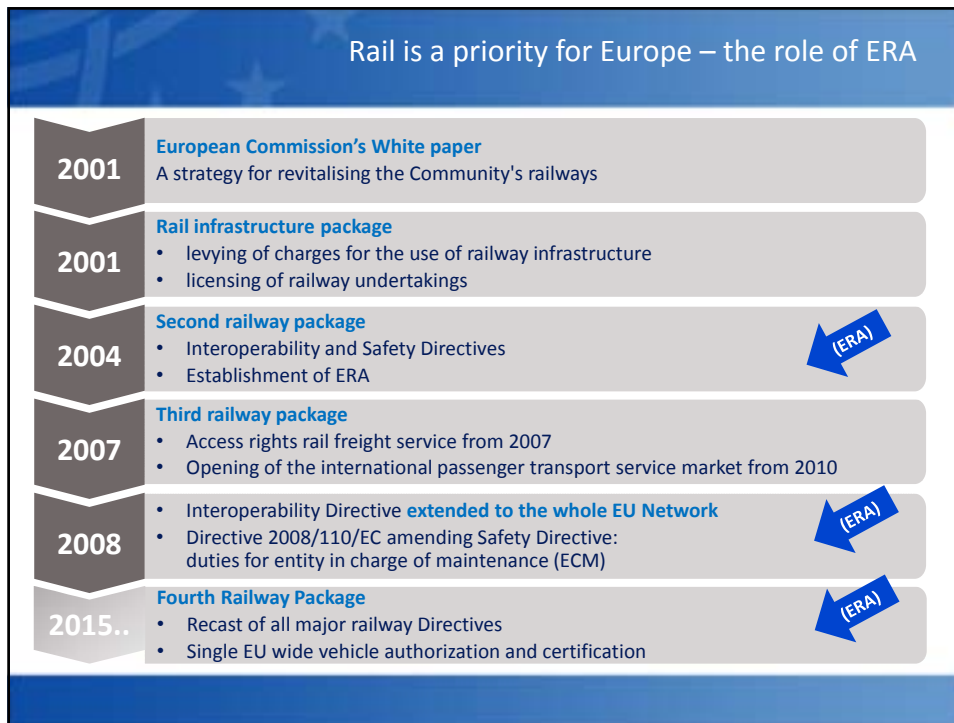 Rail is a priority for Europe – the role of ERA
2001
European Commission's White paper
A strategy for revitalising the Community's railways
2001
Rail infrastructure package
• levying of charges for the use of railway infrastructure
• licensing of railway undertakings
2004
Second railway package
• Interoperability and Safety Directives
• Establishment of ERA
(ERA)
2007
Third railway package
• Access rights rail freight service from 2007
• Opening of the international passenger transport service market from 2010
2008
• Interoperability Directive extended to the whole EU Network
• Directive 2008/110/EC amending Safety Directive:
duties for entity in charge of maintenance (ECM)
(ERA)
2015..
Fourth Railway Package
• Recast of all major railway Directives
• Single EU wide vehicle authorization and certification
(ERA)